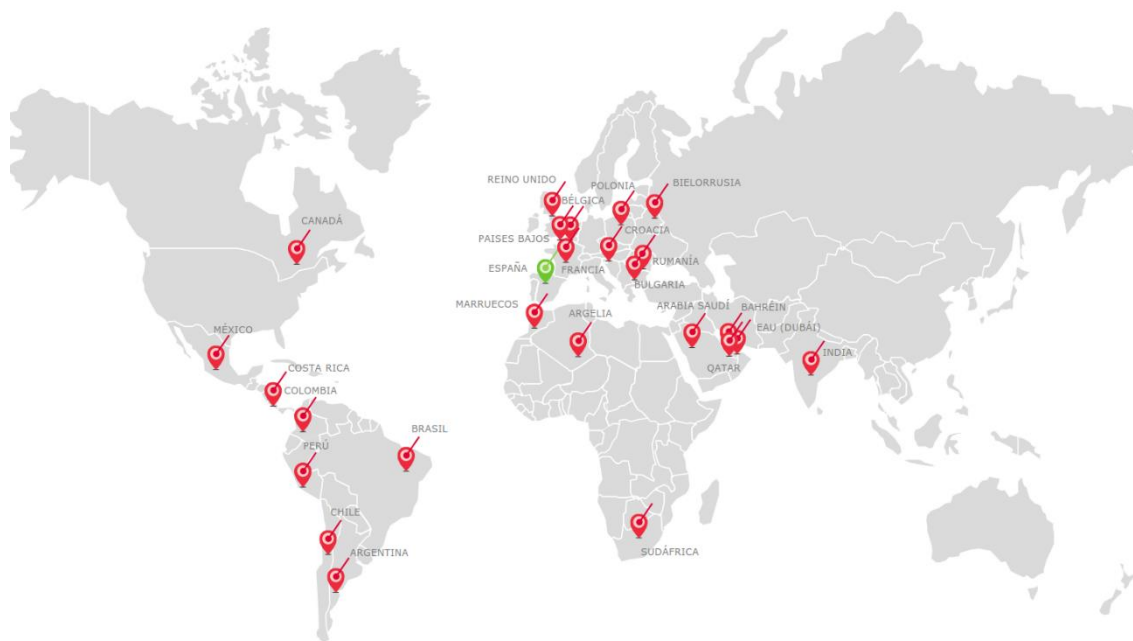 REINO UNIDO
POLONIA
BIELORRUSIA
BÉLGICA
CANADÁ
CROACIA
PAISES BAJOS
RUMANÍA
ESPAÑA
FRANCIA
BULGARIA
MARRUECOS
ARGELIA
ARABIA SAUDÍ
BAHRÉIN
EAU (DUBÁI)
MÉXICO
INDIA
COSTA RICA
QATAR
COLOMBIA
BRASIL
PERÚ
CHILE
ARGENTINA
SUDÁFRICA